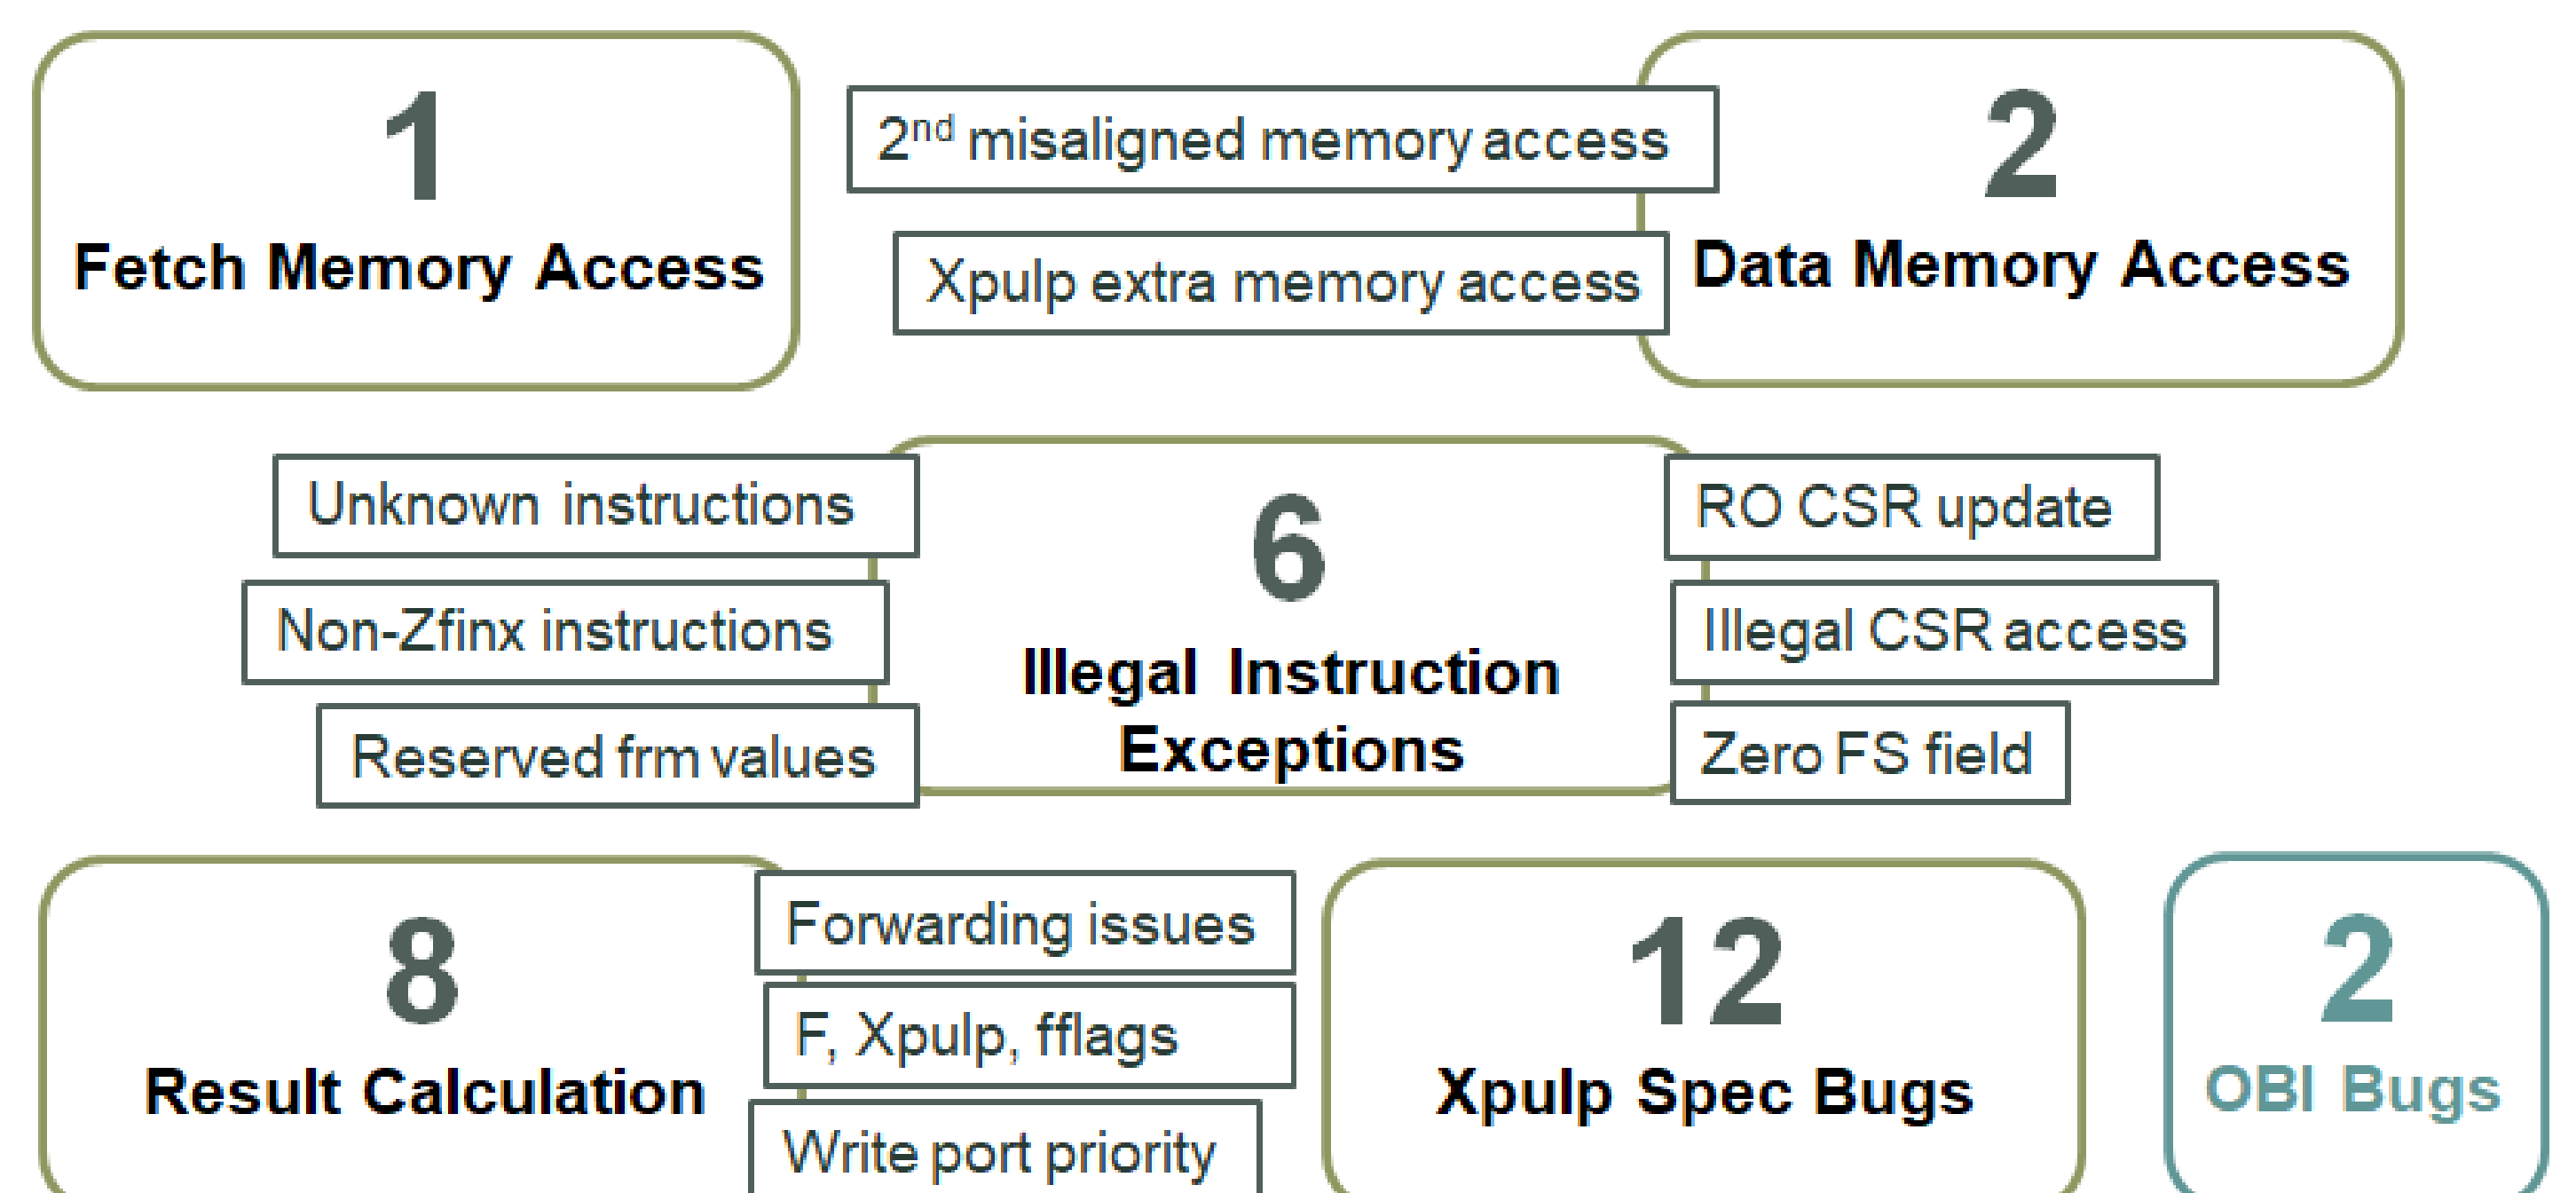 1
Fetch Memory Access
2nd misaligned memory access
Xpulp extra memory access
2
Data Memory Access
Unknown instructions
Non-Zfinx instructions
Reserved frm values
6
Illegal Instruction
Exceptions
RO CSR update
Illegal CSR access
Zero FS field
8
Result Calculation
Forwarding issues
F, Xpulp, fflags
Write port priority
12
Xpulp Spec Bugs
2
OBI Bugs